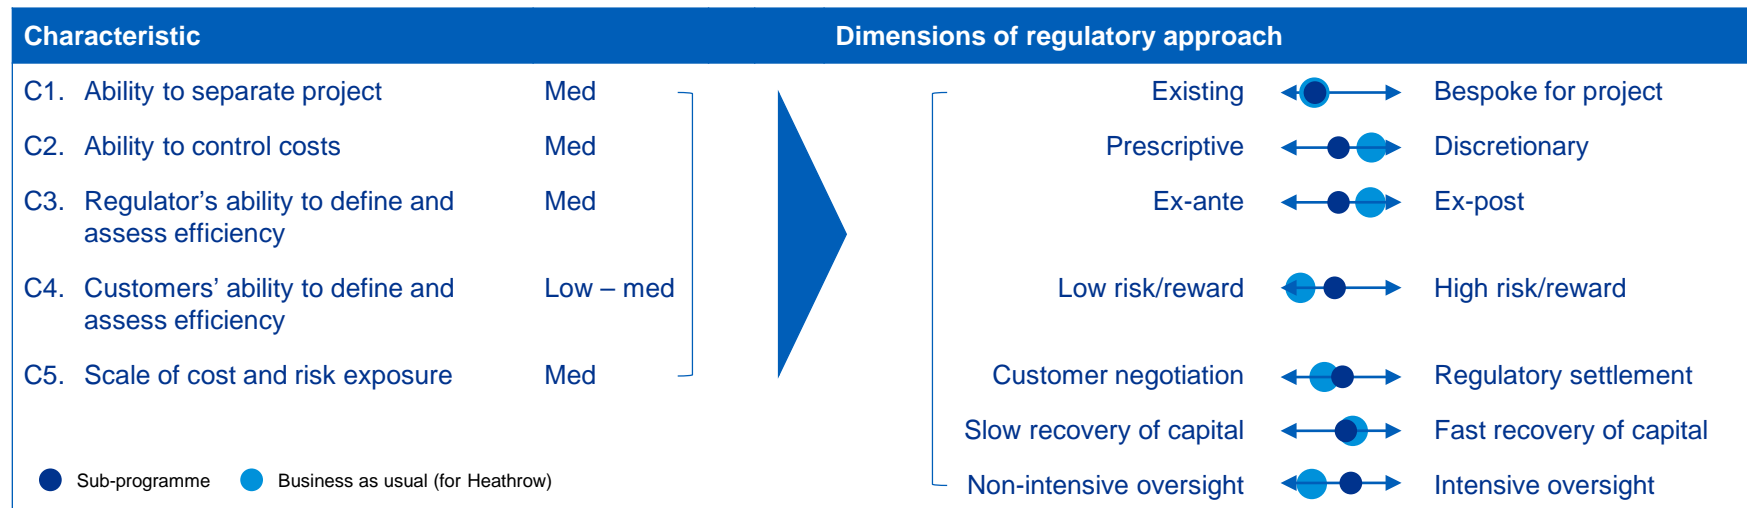 Characteristic
Dimensions of regulatory approach
C1. Ability to separate project
Med
C2. Ability to control costs
Med
C3. Regulator’s ability to define and
assess efficiency
Med
C4. Customers’ ability to define and
assess efficiency
Low – med
C5. Scale of cost and risk exposure
Med
Sub-programme
Business as usual (for Heathrow)
Existing
Bespoke for project
Prescriptive
Discretionary
Ex-ante
Ex-post
Low risk/reward
High risk/reward
Customer negotiation
Regulatory settlement
Slow recovery of capital
Fast recovery of capital
Non-intensive oversight
Intensive oversight